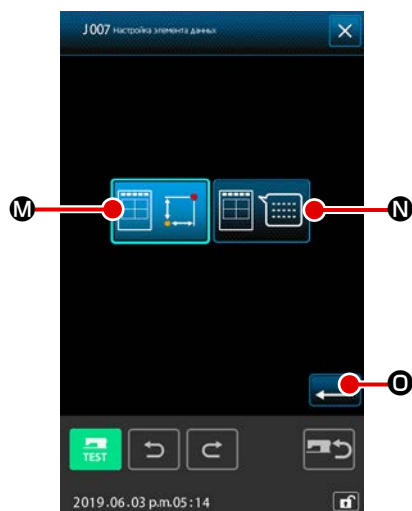 J007 Настройка элемента данных
M
N
O
TEST
2019.06.03 p.m.05:14